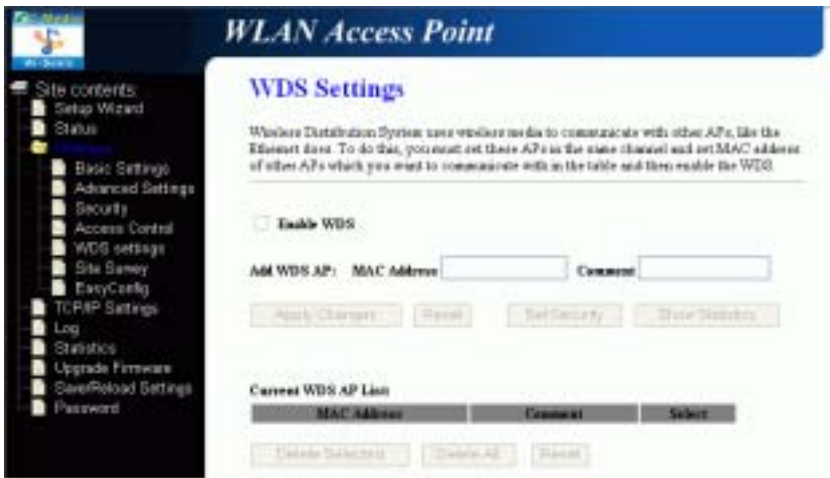 WLAN Access Point
Site contents:
Setup Wizard
Status
Basic Settings
Advanced Settings
Security
Access Control
WDS settings
Site Survey
EasyConfig
TCP/IP Settings
Log
Statistics
Upgrade Firmware
Save/Reload Settings
Password
WDS Settings
Wireless Distribution System uses wireless media to communicate with other APs, like the
Ethernet does. To do this, you must set these APs in the same channel and set MAC address
of other APs which you want to communicate with in the table and then enable the WDS.
Enable WDS
Add WDS AP: MAC Address Comment
Apply Changes Reset Set Security Show Statistics
Current WDS AP List:
MAC Address Comment Select
Delete Selected Delete All Reset